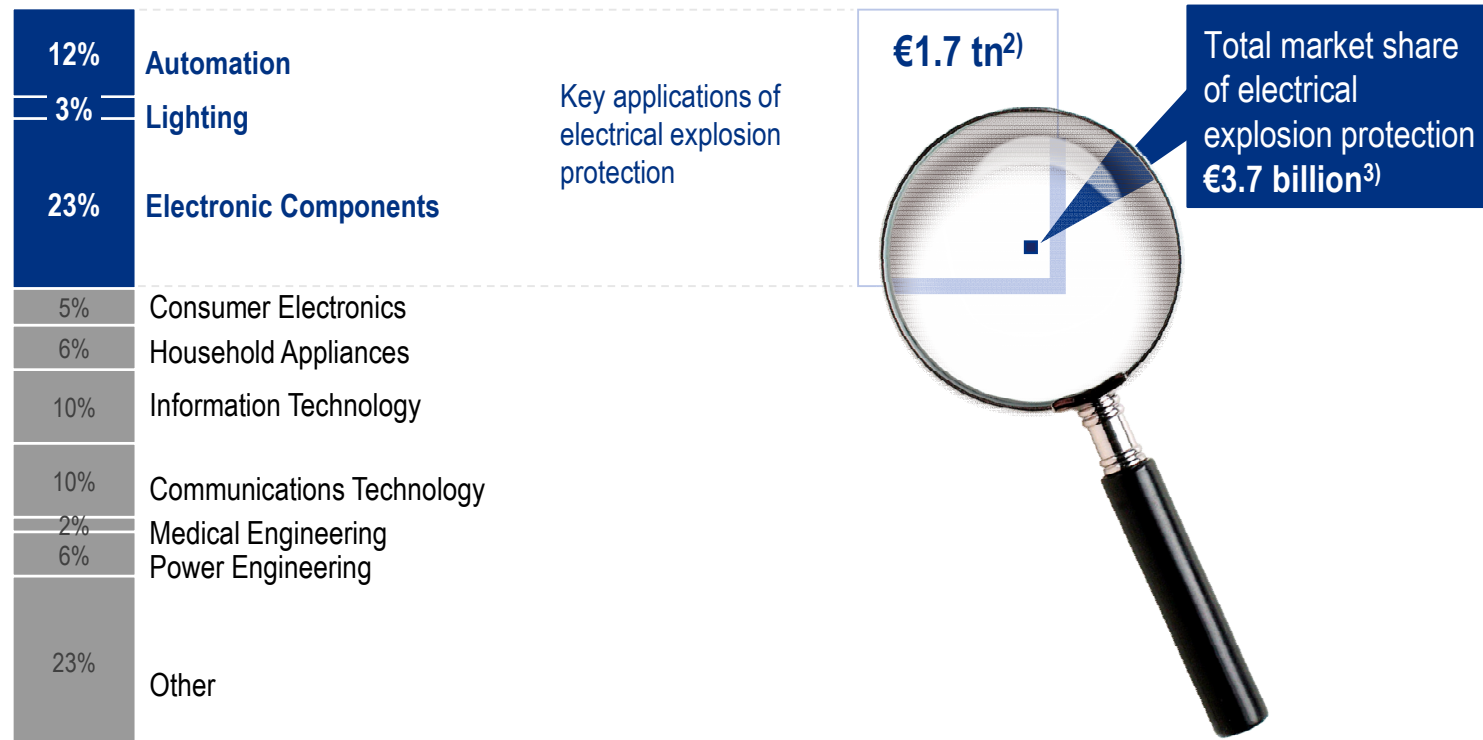 12%
Automation
3%
Lighting
23%
Electronic Components
5%
Consumer Electronics
6%
Household Appliances
10%
Information Technology
10%
Communications Technology
2%
Medical Engineering
6%
Power Engineering
23%
Other
Key applications of
electrical explosion
protection
€1.7 tn2)
Total market share
of electrical
explosion protection
€3.7 billion3)